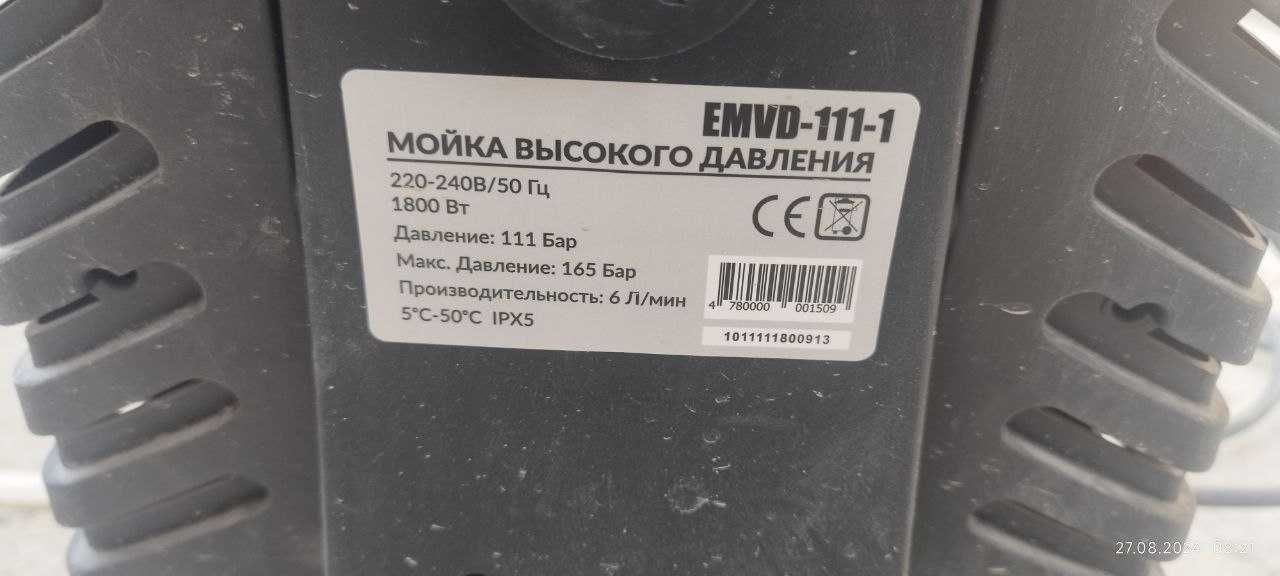 EMVD-111-1
МОЙКА ВЫСОКОГО ДАВЛЕНИЯ
220-240В/50 Гц
1800 Вт
Давление: 111 Бар
Макс. Давление: 165 Бар
Производительность: 6 Л/мин
5°C-50°C IPX5
CE
4 780000 001509
1011111800913
27.08.2024